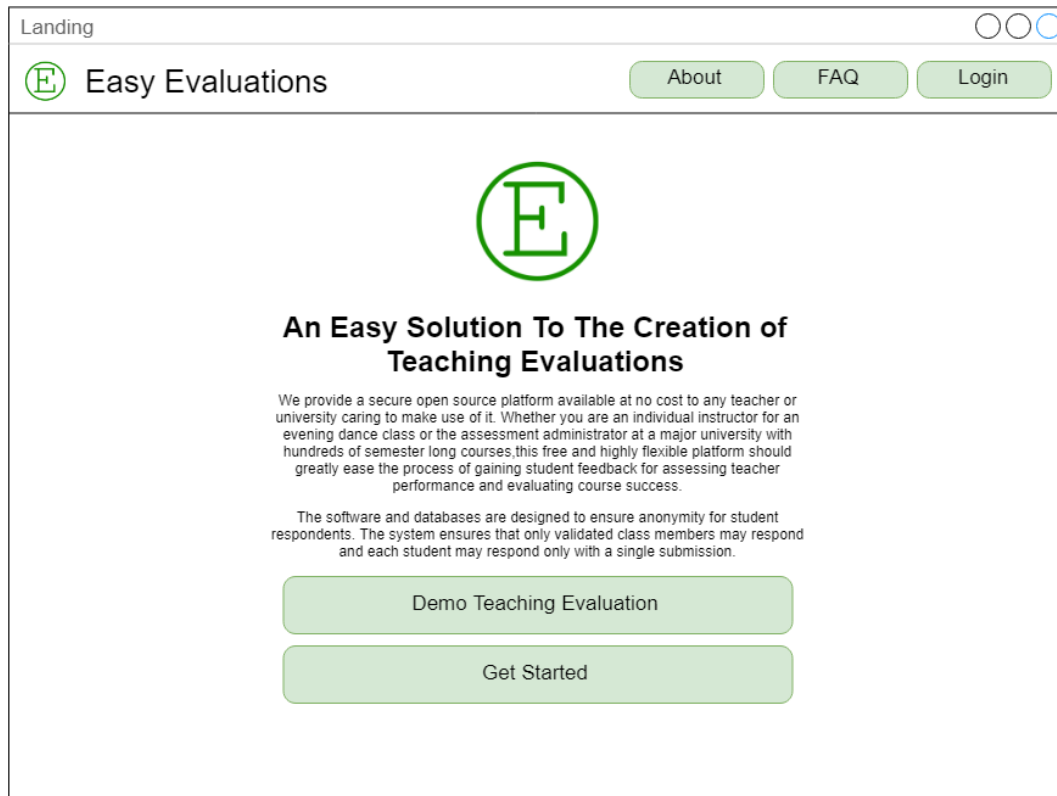 Landing
E Easy Evaluations About FAQ Login
E
An Easy Solution To The Creation of
Teaching Evaluations
We provide a secure open source platform available at no cost to any teacher or
university caring to make use of it. Whether you are an individual instructor for an
evening dance class or the assessment administrator at a major university with
hundreds of semester long courses,this free and highly flexible platform should
greatly ease the process of gaining student feedback for assessing teacher
performance and evaluating course success.
The software and databases are designed to ensure anonymity for student
respondents. The system ensures that only validated class members may respond
and each student may respond only with a single submission.
Demo Teaching Evaluation
Get Started